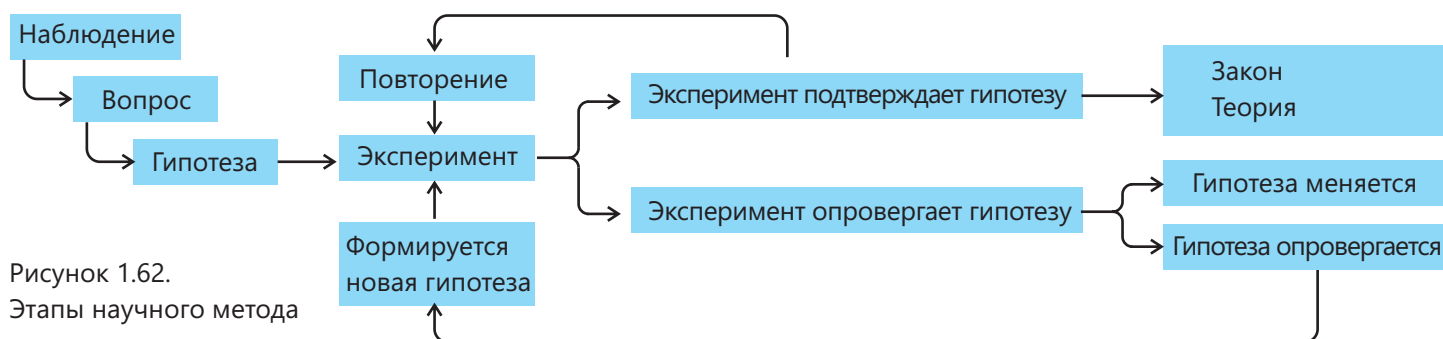 Наблюдение
Вопрос
Гипотеза
Повторение
Эксперимент
Формируется
новая гипотеза
Эксперимент подтверждает гипотезу
Эксперимент опровергает гипотезу
Закон
Теория
Гипотеза меняется
Гипотеза опровергается
Рисунок 1.62.
Этапы научного метода